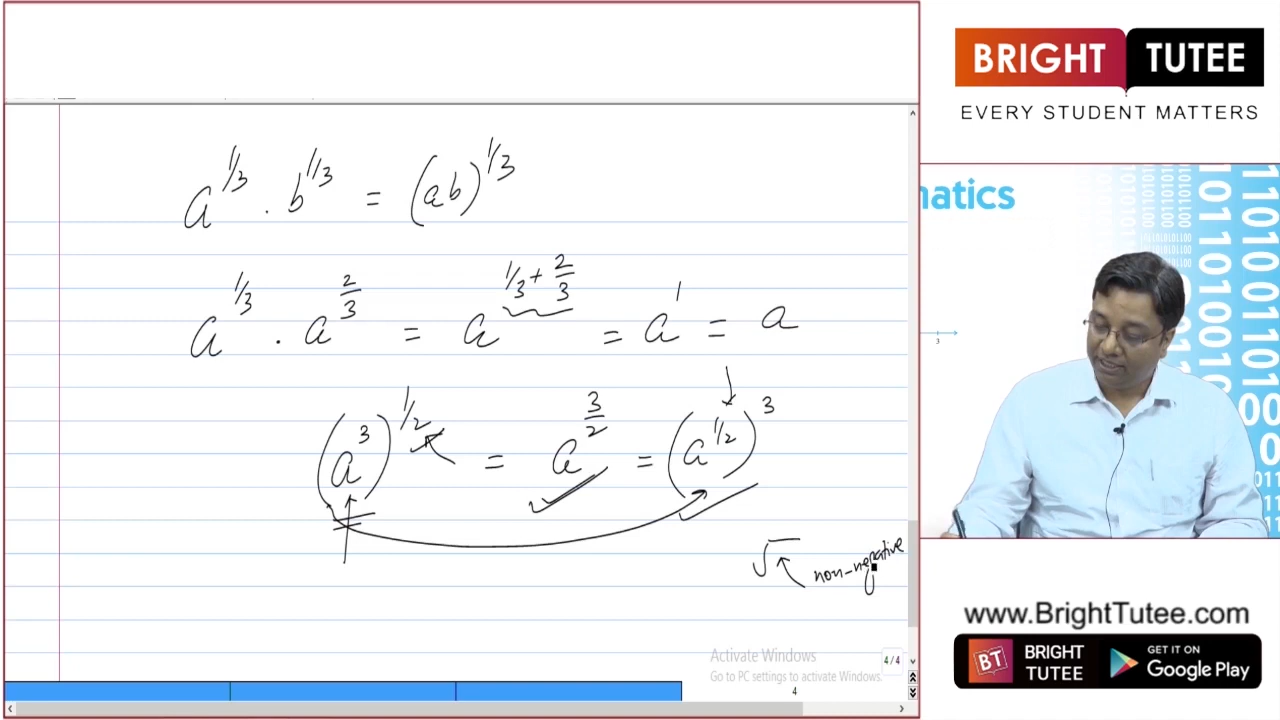 BRIGHT TUTEE
EVERY STUDENT MATTERS
a^{1/3} · b^{1/3} = (ab)^{1/3}
a^{1/3} · a^{2/3} = a^{1/3 + 2/3} = a^1 = a
(a^3)^{1/2} = a^{3/2} = (a^{1/2})^3
√ non-negative
Activate Windows
Go to PC settings to activate Windows.
4/4
4
natics
3
www.BrightTutee.com
BT BRIGHT TUTEE
GET IT ON
Google Play